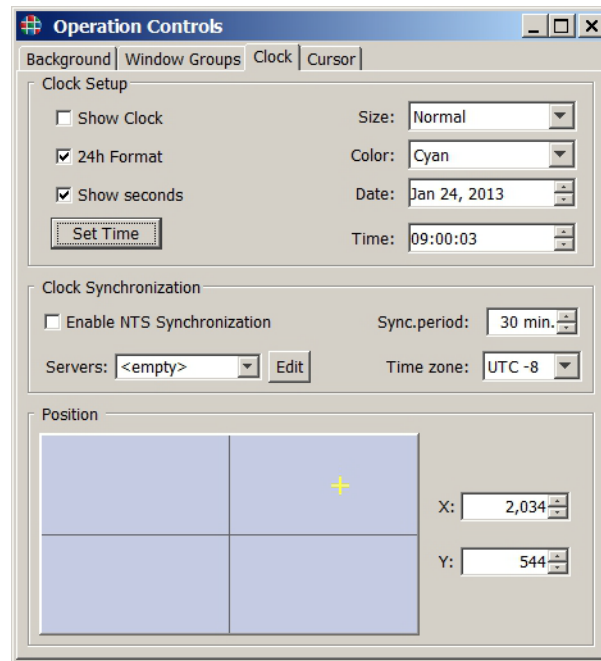 Operation Controls
Background Window Groups Clock Cursor
Clock Setup
Show Clock Size: Normal
24h Format Color: Cyan
Show seconds Date: Jan 24, 2013
Set Time Time: 09:00:03
Clock Synchronization
Enable NTS Synchronization Sync.period: 30 min.
Servers: <empty> Edit Time zone: UTC -8
Position
X: 2,034
Y: 544